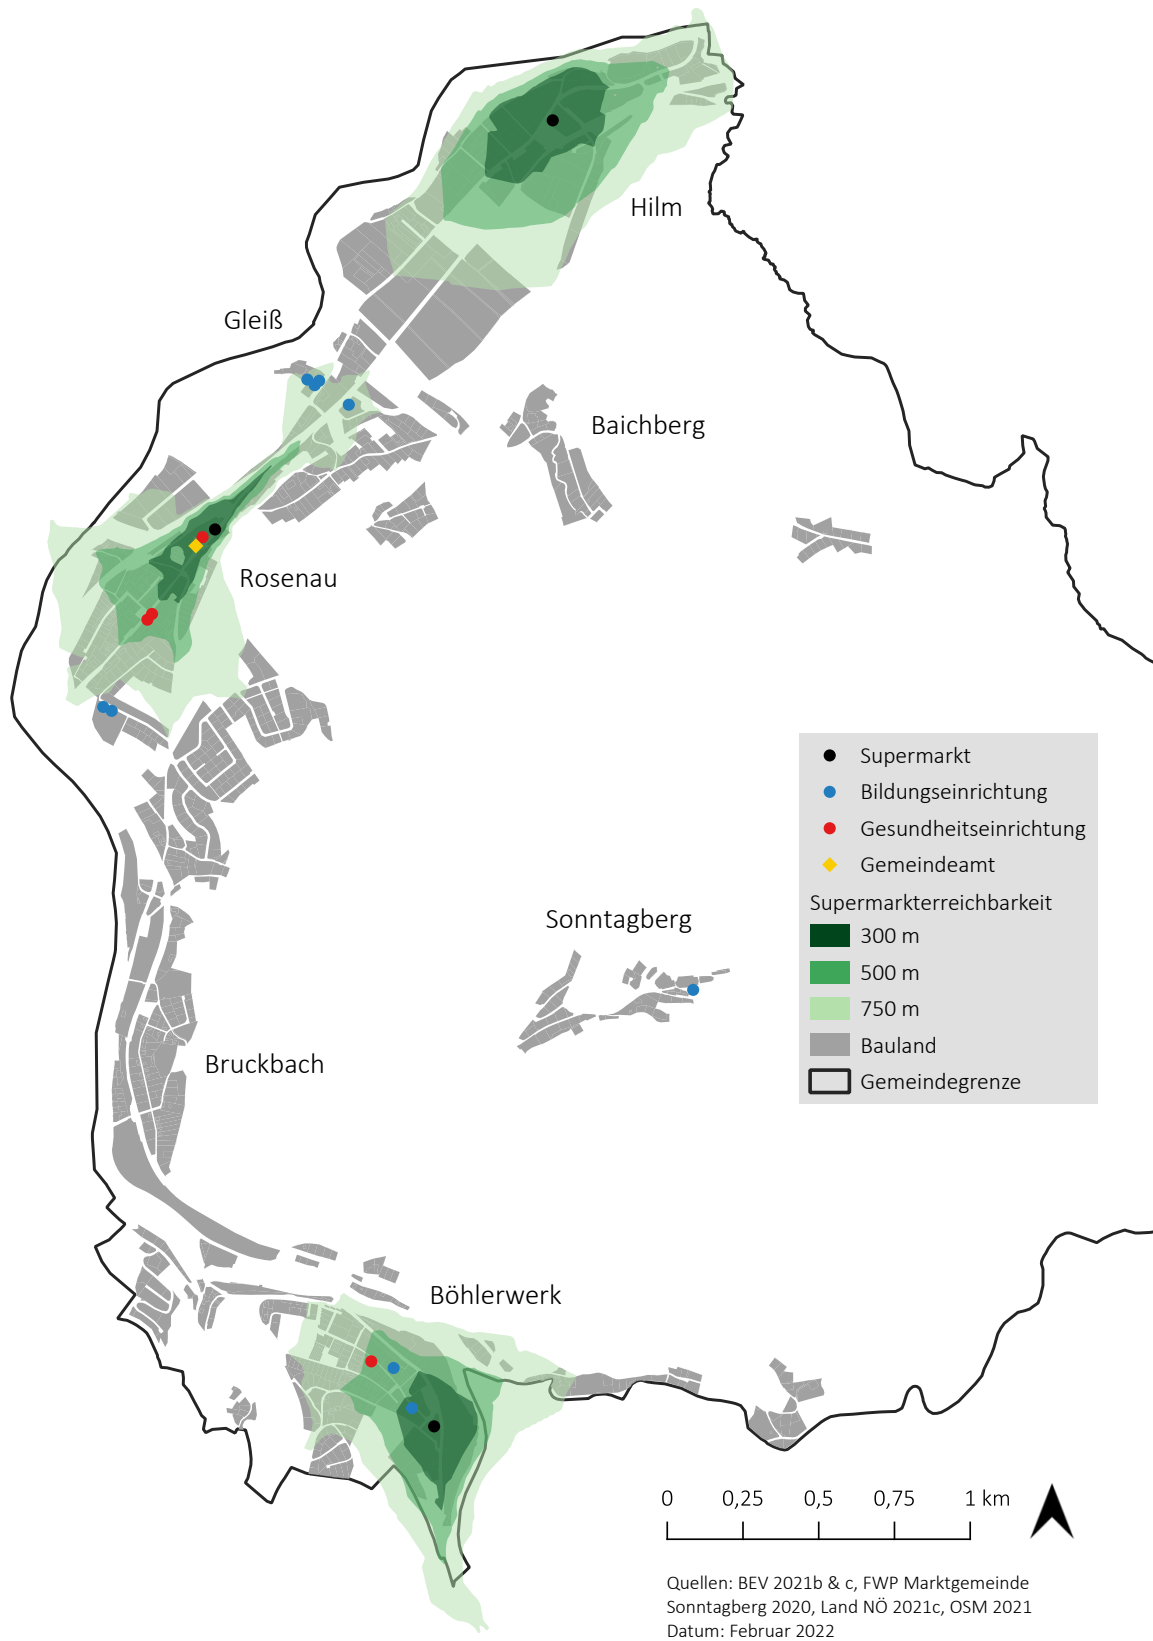 Hilm
Gleiß
Baichberg
Rosenau
Supermarkt
Bildungseinrichtung
Gesundheitseinrichtung
Gemeindeamt
Supermarkterreichbarkeit
300 m
500 m
750 m
Bauland
Gemeindegrenze
Sonntagberg
Bruckbach
Böhlerwerk
0 0,25 0,5 0,75 1 km
Quellen: BEV 2021b & c, FWP Marktgemeinde
Sonntagberg 2020, Land NÖ 2021c, OSM 2021
Datum: Februar 2022